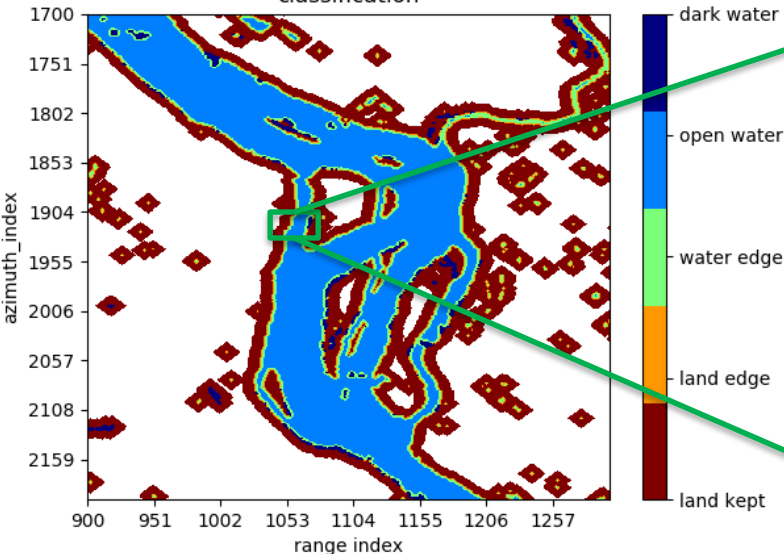 classification
1700
1751
1802
1853
1904
1955
2006
2057
2108
2159
azimuth_index
900
951
1002
1053
1104
1155
1206
1257
range index
dark water
open water
water edge
land edge
land kept